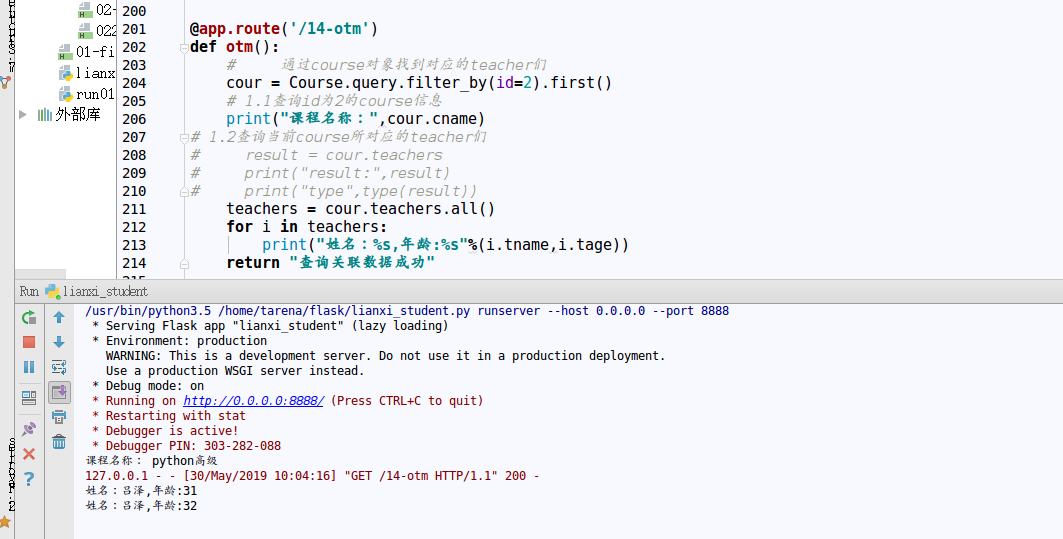 02-
022
01-fi
lianx
run01
外部库
200
201 @app.route('/14-otm')
202 def otm():
203 #     通过course对象找到对应的teacher们
204 cour = Course.query.filter_by(id=2).first()
205 # 1.1查询id为2的course信息
206 print("课程名称：",cour.cname)
207 # 1.2查询当前course所对应的teacher们
208 #     result = cour.teachers
209 #     print("result:",result)
210 #     print("type",type(result))
211 teachers = cour.teachers.all()
212 for i in teachers:
213 print("姓名：%s,年龄:%s"%(i.tname,i.tage))
214 return "查询关联数据成功"
Run lianxi_student
/usr/bin/python3.5 /home/tarena/flask/lianxi_student.py runserver --host 0.0.0.0 --port 8888
* Serving Flask app "lianxi_student" (lazy loading)
* Environment: production
WARNING: This is a development server. Do not use it in a production deployment.
Use a production WSGI server instead.
* Debug mode: on
* Running on http://0.0.0.0:8888/ (Press CTRL+C to quit)
* Restarting with stat
* Debugger is active!
* Debugger PIN: 303-282-088
课程名称： python高级
127.0.0.1 - - [30/May/2019 10:04:16] "GET /14-otm HTTP/1.1" 200 -
姓名：吕泽,年龄:31
姓名：吕泽,年龄:32